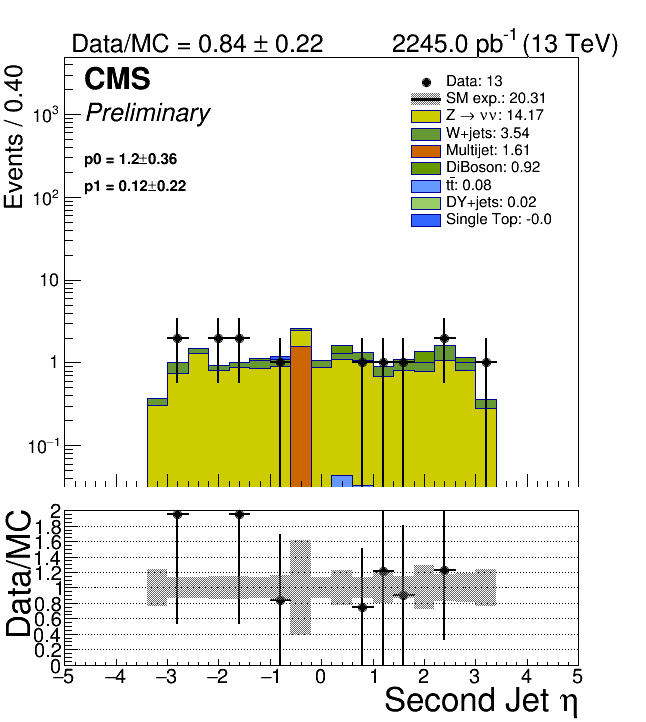 Data/MC = 0.84 ± 0.22
2245.0 pb⁻¹ (13 TeV)
CMS
Preliminary
p0 = 1.2±0.36
p1 = 0.12±0.22
Data: 13
SM exp.: 20.31
Z → νν: 14.17
W+jets: 3.54
Multijet: 1.61
DiBoson: 0.92
tt̄: 0.08
DY+jets: 0.02
Single Top: -0.0
Events / 0.40
10³
10²
10
1
10⁻¹
Data/MC
2
1.8
1.6
1.4
1.2
1
0.8
0.6
0.4
0.2
0
−5 −4 −3 −2 −1 0 1 2 3 4 5
Second Jet η